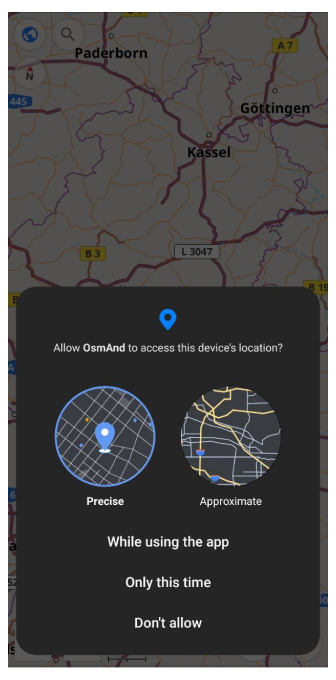 Paderborn
A 7
N
445
Göttingen
Kassel
B 3
L 3047
B 19
Allow OsmAnd to access this device's location?
Precise
Approximate
While using the app
Only this time
Don't allow